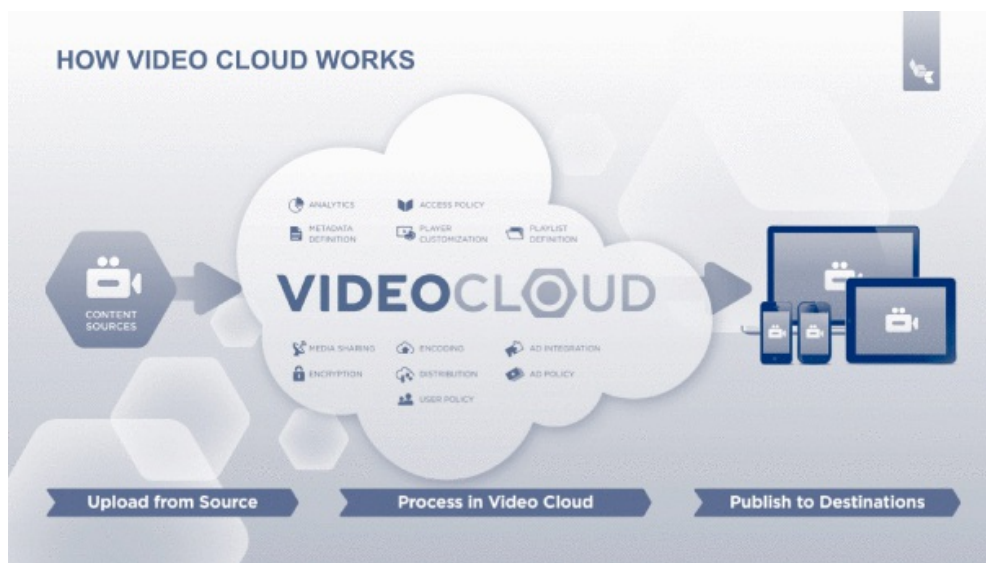 HOW VIDEO CLOUD WORKS
ANALYTICS
ACCESS POLICY
METADATA
DEFINITION
PLAYER
CUSTOMIZATION
PLAYLIST
DEFINITION
CONTENT
SOURCES
VIDEOCLOUD
MEDIA SHARING
ENCODING
AD INTEGRATION
ENCRYPTION
DISTRIBUTION
AD POLICY
USER POLICY
Upload from Source
Process in Video Cloud
Publish to Destinations